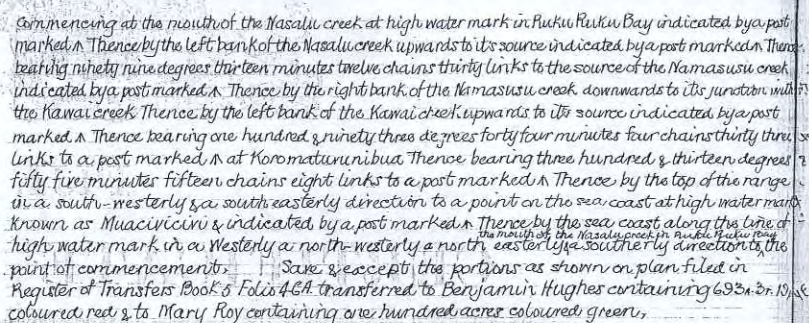 Commencing at the mouth of the Nasalu creek at high water mark in Ruku Ruku Bay indicated by a post
marked ↑ Thence by the left bank of the Nasalu creek upwards to its source indicated by a post marked ↑ Thence
bearing ninety nine degrees thirteen minutes twelve chains thirty links to the source of the Namasusu creek
indicated by a post marked ↑ Thence by the right bank of the Namasusu creek downwards to its junction with
the Kawai creek Thence by the left bank of the Kawai creek upwards to its source indicated by a post
marked ↑ Thence bearing one hundred & ninety three degrees forty four minutes four chains thirty three
links to a post marked ↑ at Koromaturunibua Thence bearing three hundred & thirteen degrees
fifty five minutes fifteen chains eight links to a post marked ↑ Thence by the top of the range
in a south-westerly & a south easterly direction to a point on the sea coast at high water mark
known as Muacivicivi & indicated by a post marked ↑ Thence by the sea coast along the line of
the mouth of the Nasalu creek in Ruku Ruku Bay
high water mark in a Westerly a north-westerly a north easterly & a southerly direction to the
point of commencement. Save & except the portions as shown on plan filed in
Register of Transfers Book 5 Folio transferred to Benjamin Hughes containing 693a. 3r.
coloured red & to Mary Roy containing one hundred acres coloured green,